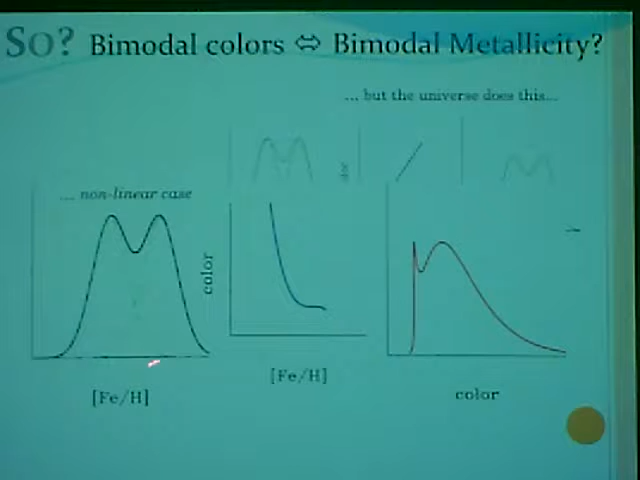 So? Bimodal colors ⇔ Bimodal Metallicity?
... but the universe does this...
... non-linear case
color
[Fe/H]
[Fe/H]
color